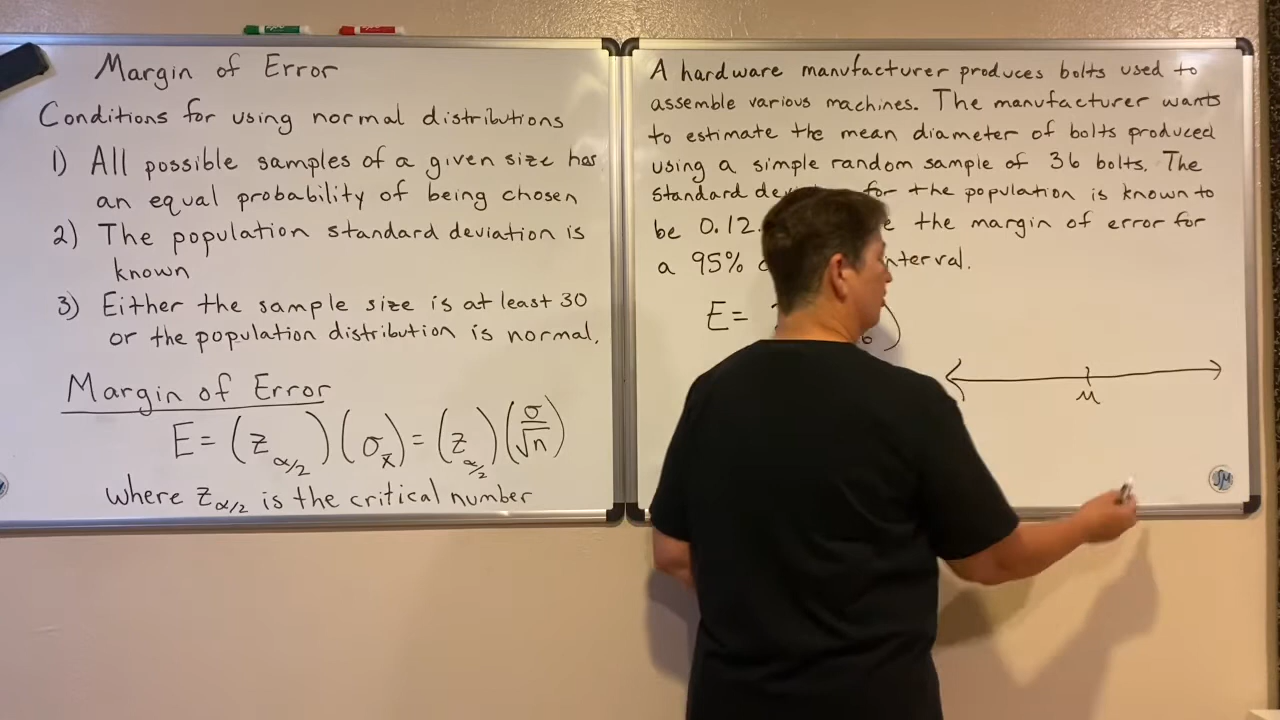 Margin of Error
Conditions for using normal distributions
1) All possible samples of a given size has
an equal probability of being chosen
2) The population standard deviation is
known
3) Either the sample size is at least 30
or the population distribution is normal.
Margin of Error
E = (z α/2)(σx̄) = (z α/2)(σ/√n)
where z α/2 is the critical number
A hardware manufacturer produces bolts used to
assemble various machines. The manufacturer wants
to estimate the mean diameter of bolts produced
using a simple random sample of 36 bolts. The
standard for the population is known to
be 0.12. the margin of error for
a 95%
E=
μ
SM